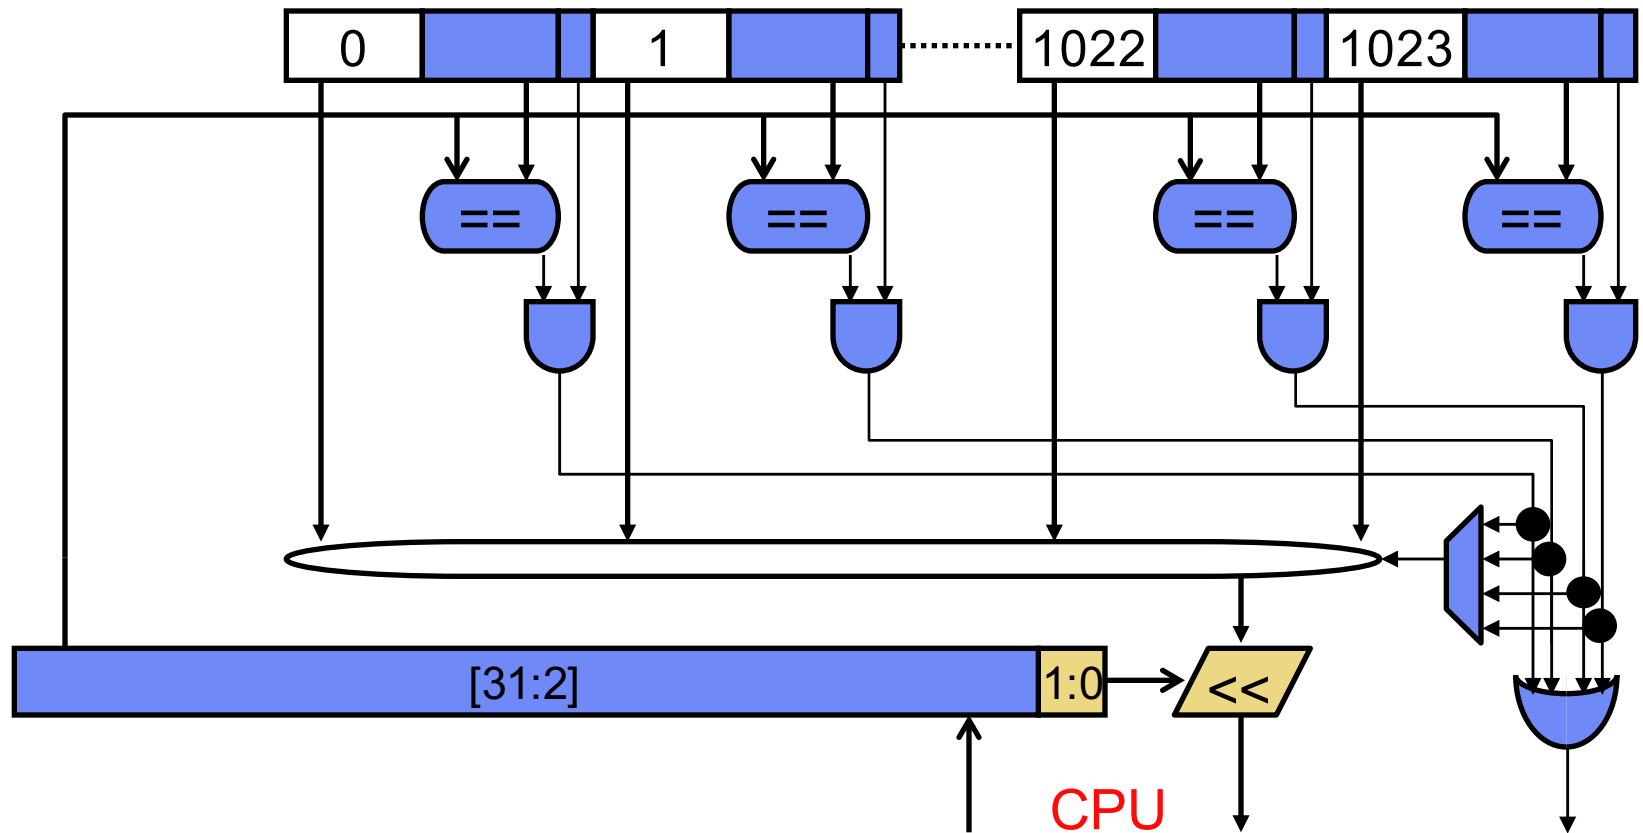 0 1 1022 1023
== == == ==
[31:2] 1:0 <<
CPU